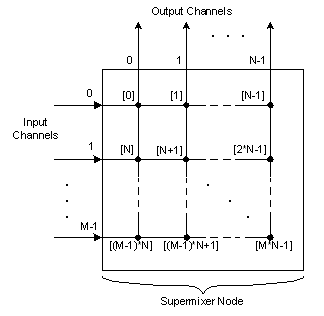 Output Channels
. . .
0 1 N-1
0 [0] [1] [N-1]
Input
Channels
1 [N] [N+1] [2*N-1]
M-1
[(M-1)*N] [(M-1)*N+1] [M*N-1]
Supermixer Node